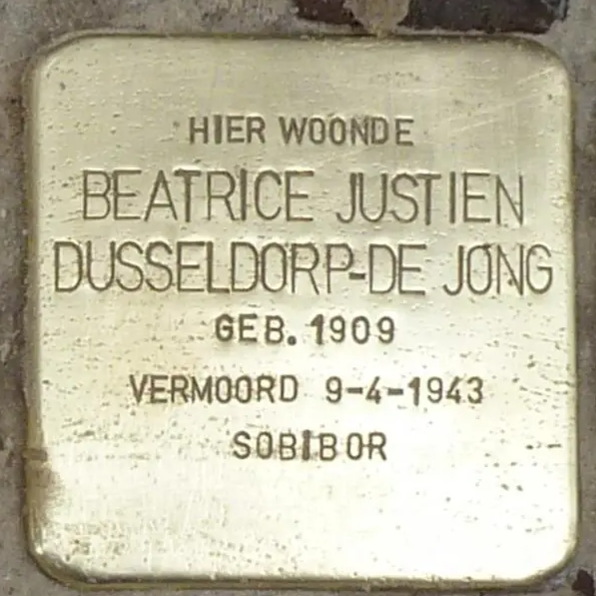 HIER WOONDE
BEATRICE JUSTIEN
DUSSELDORP-DE JONG
GEB. 1909
VERMOORD 9-4-1943
SOBIBOR